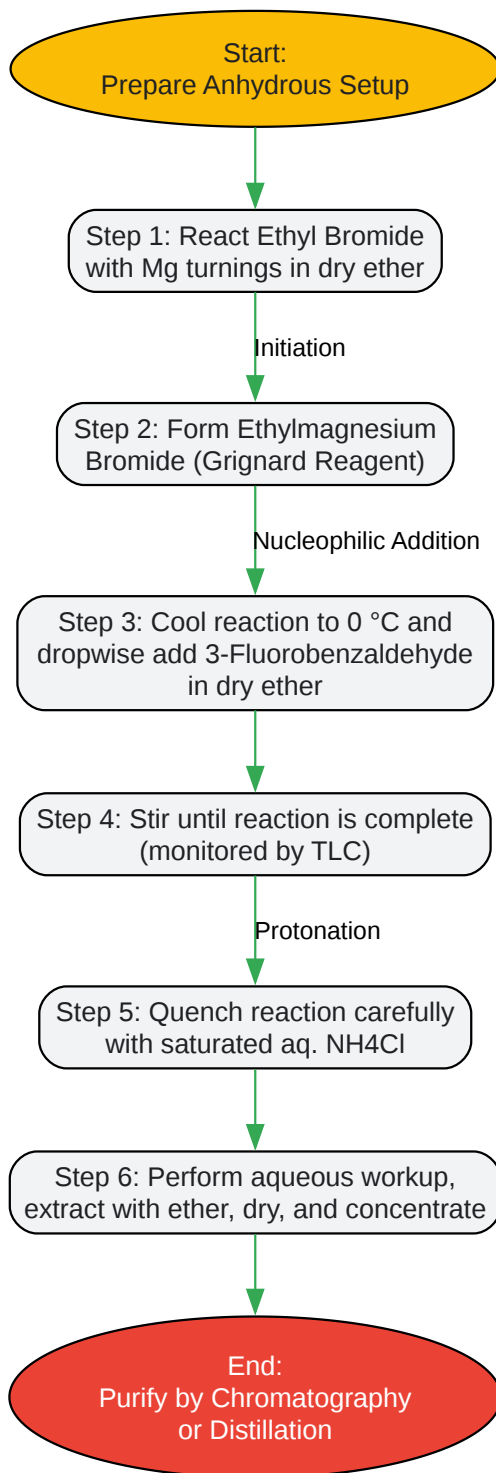 Start:
Prepare Anhydrous Setup
Step 1: React Ethyl Bromide
with Mg turnings in dry ether
Initiation
Step 2: Form Ethylmagnesium
Bromide (Grignard Reagent)
Nucleophilic Addition
Step 3: Cool reaction to 0 °C and
dropwise add 3-Fluorobenzaldehyde
in dry ether
Step 4: Stir until reaction is complete
(monitored by TLC)
Protonation
Step 5: Quench reaction carefully
with saturated aq. NH4Cl
Step 6: Perform aqueous workup,
extract with ether, dry, and concentrate
End:
Purify by Chromatography
or Distillation